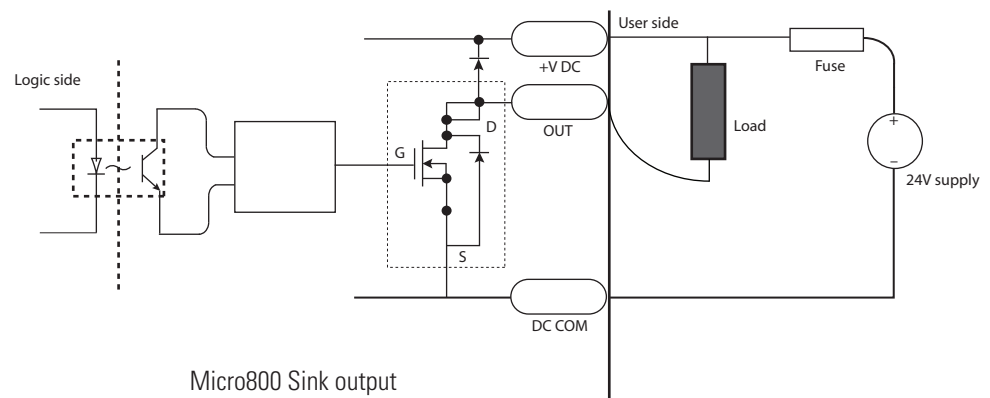 User side
+V DC
Fuse
Logic side
D
OUT
Load
G
+
−
24V supply
S
DC COM
Micro800 Sink output